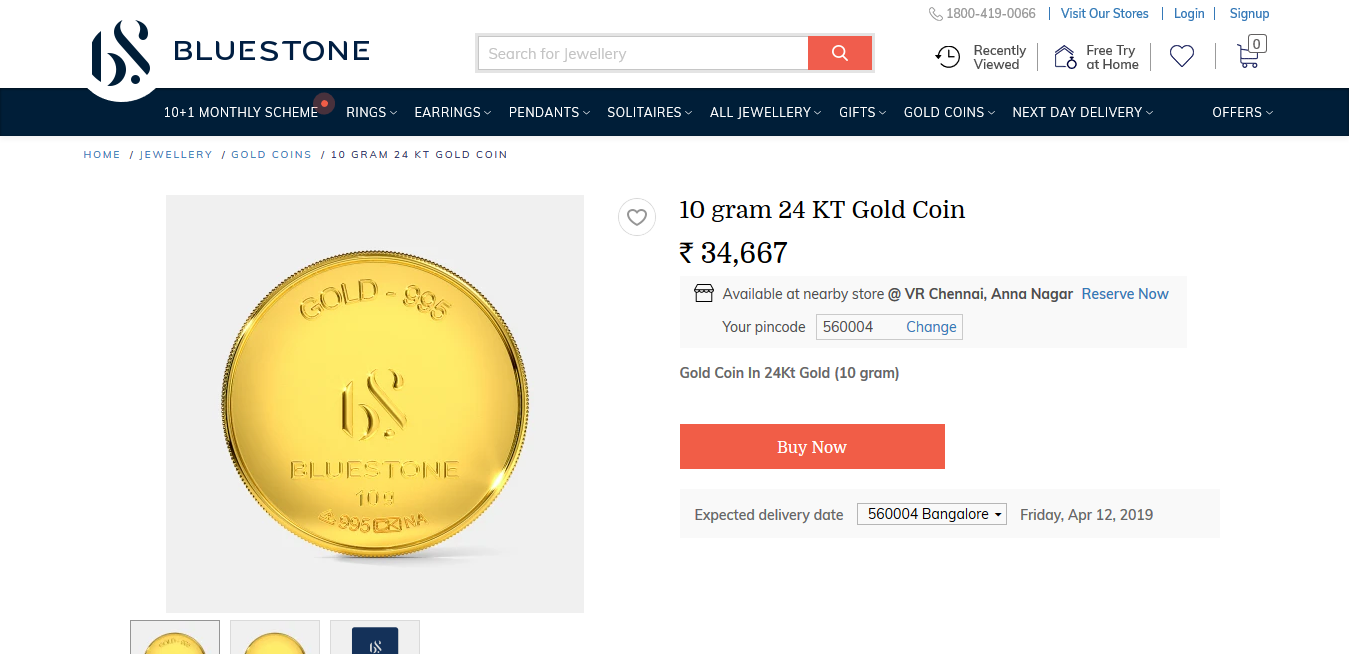 1800-419-0066 | Visit Our Stores | Login | Signup
BLUESTONE
Search for Jewellery
Recently Viewed
Free Try at Home
0
10+1 MONTHLY SCHEME RINGS EARRINGS PENDANTS SOLITAIRES ALL JEWELLERY GIFTS GOLD COINS NEXT DAY DELIVERY OFFERS
HOME / JEWELLERY / GOLD COINS / 10 GRAM 24 KT GOLD COIN
GOLD - 995
BLUESTONE
10g
995 CK NA
10 gram 24 KT Gold Coin
₹ 34,667
Available at nearby store @ VR Chennai, Anna Nagar Reserve Now
Your pincode 560004 Change
Gold Coin In 24Kt Gold (10 gram)
Buy Now
Expected delivery date 560004 Bangalore Friday, Apr 12, 2019